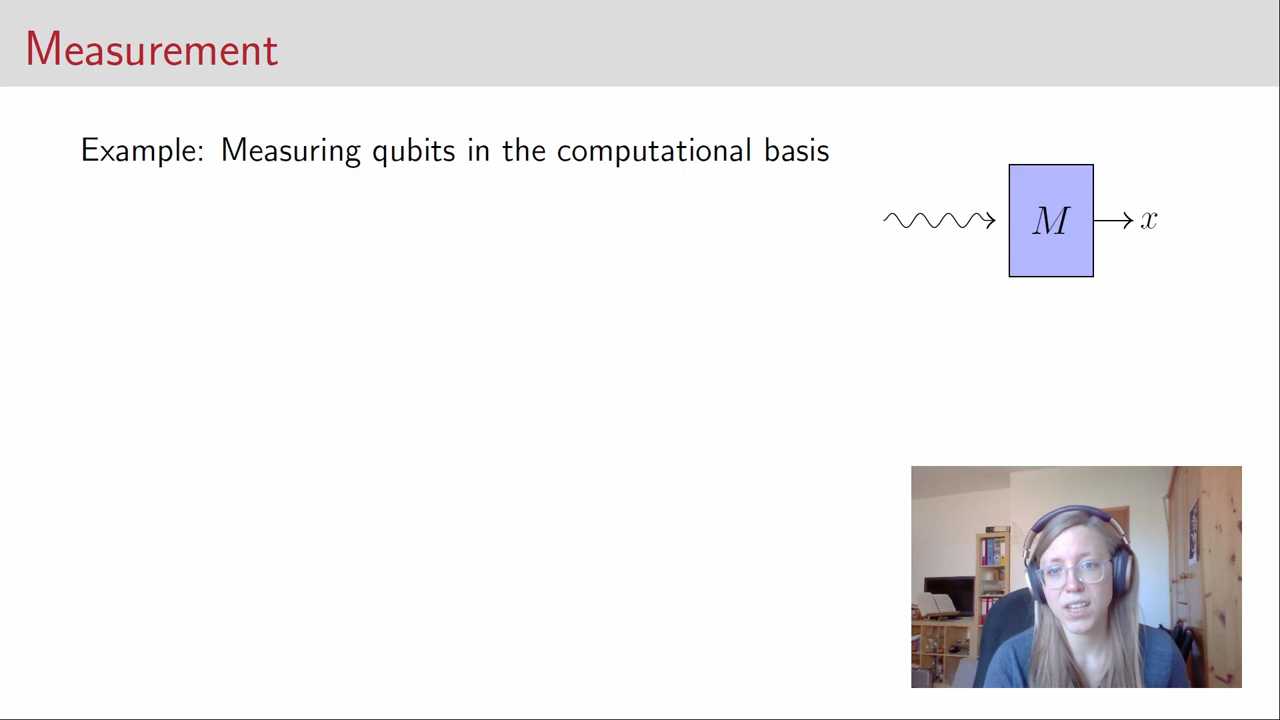 Measurement
Example: Measuring qubits in the computational basis
M
x